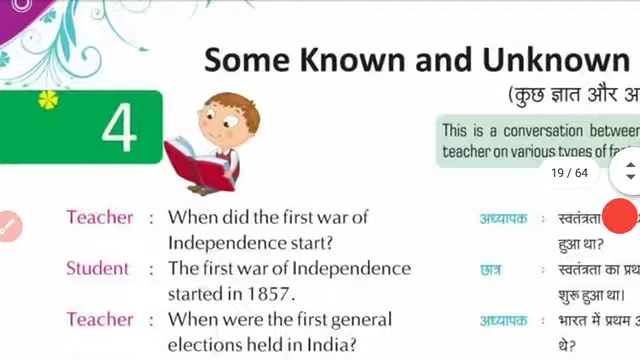 Some Known and Unknown
(कुछ ज्ञात और
4
This is a conversation between
teacher on various types of
19 / 64
Teacher : When did the first war of
Independence start?
Student : The first war of Independence
started in 1857.
Teacher : When were the first general
elections held in India?
अध्यापक : स्वतंत्रता
हुआ था?
छात्र : स्वतंत्रता का
शुरू हुआ था।
अध्यापक : भारत में प्रथम
थे?